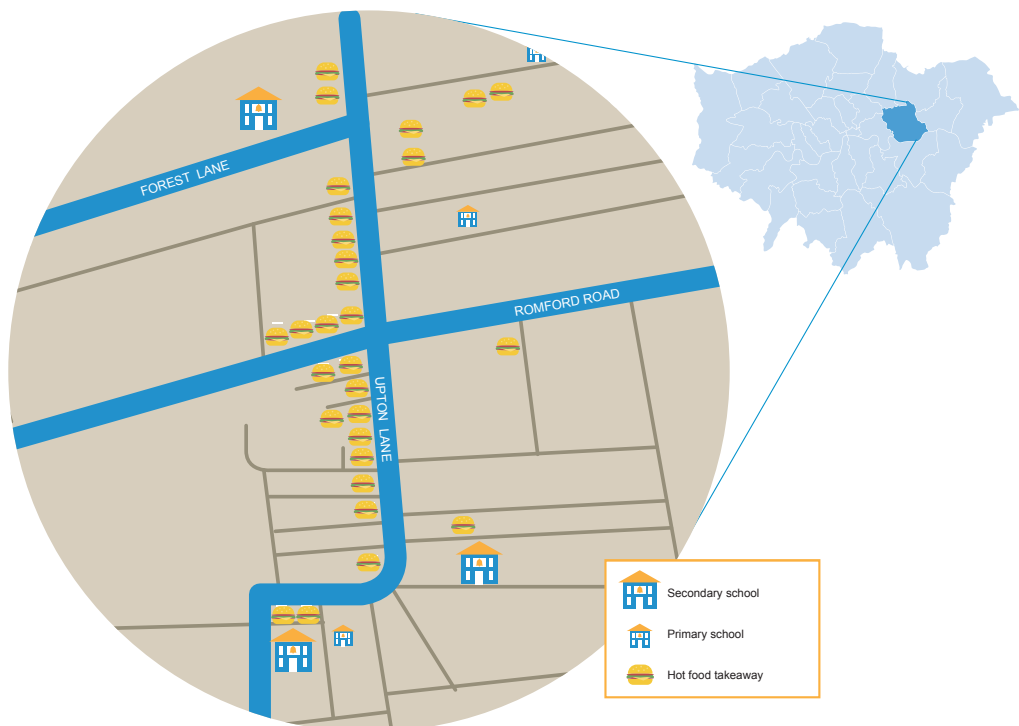 FOREST LANE
ROMFORD ROAD
UPTON LANE
Secondary school
Primary school
Hot food takeaway